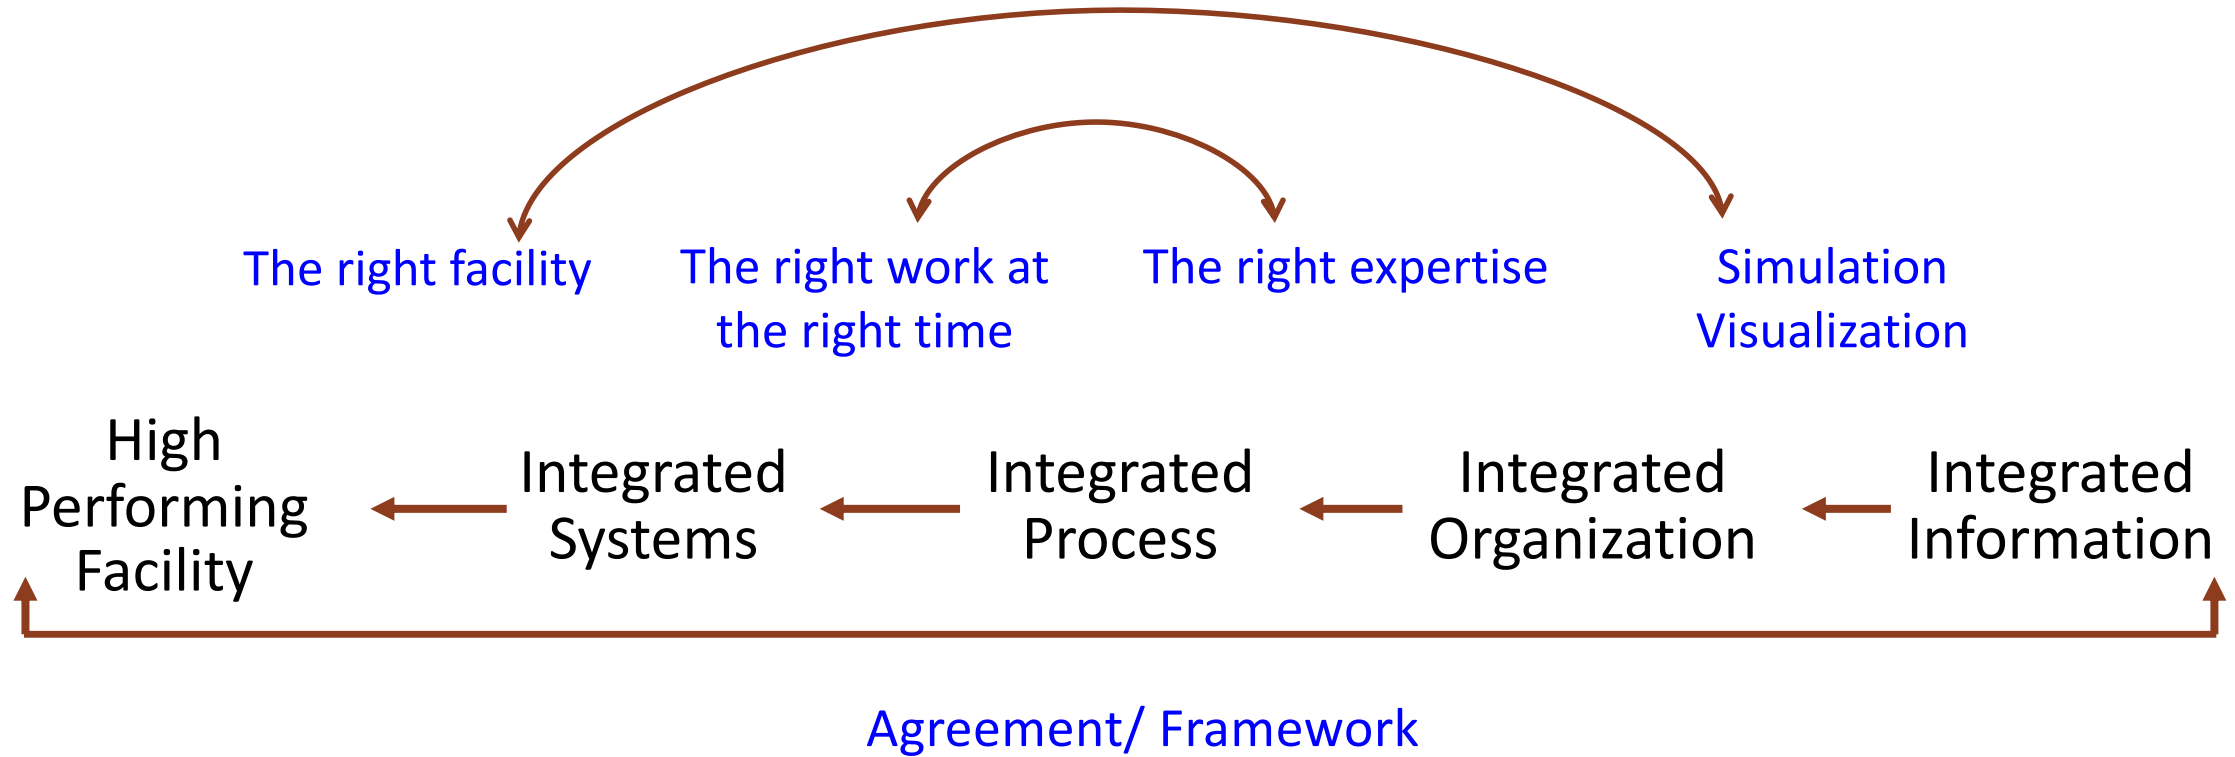 The right facility
The right work at
the right time
The right expertise
Simulation
Visualization
High
Performing
Facility
Integrated
Systems
Integrated
Process
Integrated
Organization
Integrated
Information
Agreement/ Framework